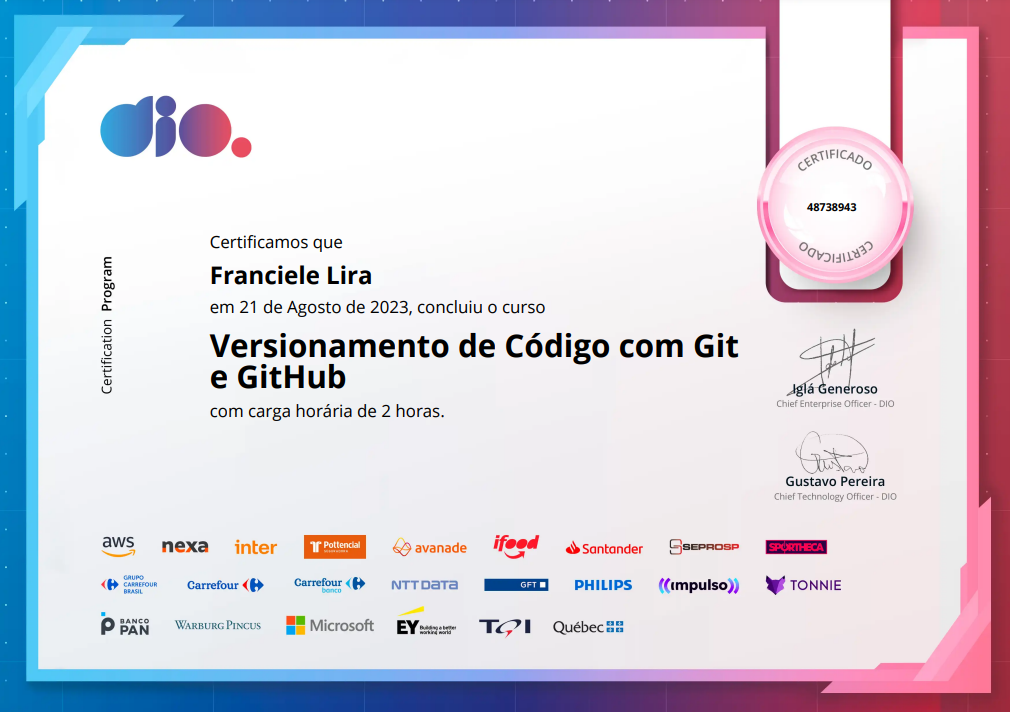 dio.
CERTIFICADO
48738943
CERTIFICADO
Certification Program
Certificamos que
Franciele Lira
em 21 de Agosto de 2023, concluiu o curso
Versionamento de Código com Git
e GitHub
com carga horária de 2 horas.
Iglá Generoso
Chief Enterprise Officer - DIO
Gustavo Pereira
Chief Technology Officer - DIO
aws nexa inter Pottencial avanade ifood Santander SEPROSP SPORTHECA
GRUPO CARREFOUR BRASIL Carrefour Carrefour banco NTT DATA GFT PHILIPS impulso TONNIE
BANCO PAN WARBURG PINCUS Microsoft EY Building a better working world TQI Québec